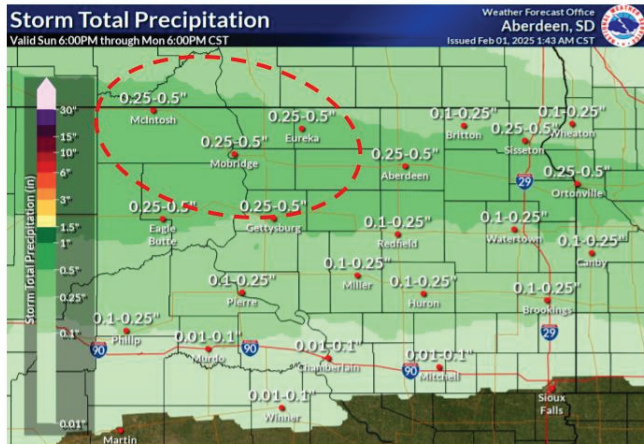 Storm Total Precipitation
Valid Sun 6:00PM through Mon 6:00PM CST
Weather Forecast Office
Aberdeen, SD
Issued Feb 01, 2025 1:43 AM CST
Storm Total Precipitation (in)
30"
15"
10"
6"
3"
1.5"
1"
0.5"
0.25"
0.1"
0.01"
0.25-0.5"
McIntosh
0.25-0.5"
Eureka
0.25-0.5"
Mobridge
0.1-0.25"
Britton
0.25-0.5"
Sisseton
0.1-0.25"
Wheaton
0.25-0.5"
Aberdeen
29
0.25-0.5"
Ortonville
0.25-0.5"
Eagle
Butte
0.25-0.5"
Gettysburg
0.1-0.25"
Redfield
0.1-0.25"
Watertown
0.1-0.25"
Canby
0.1-0.25"
Pierre
0.1-0.25"
Miller
0.1-0.25"
Huron
0.1-0.25"
Brookings
0.1-0.25"
Philip
90
0.01-0.1"
Murdo
90
0.01-0.1"
Chamberlain
90
0.01-0.1"
Mitchell
29
0.01-0.1"
Winner
Sioux
Falls
Martin